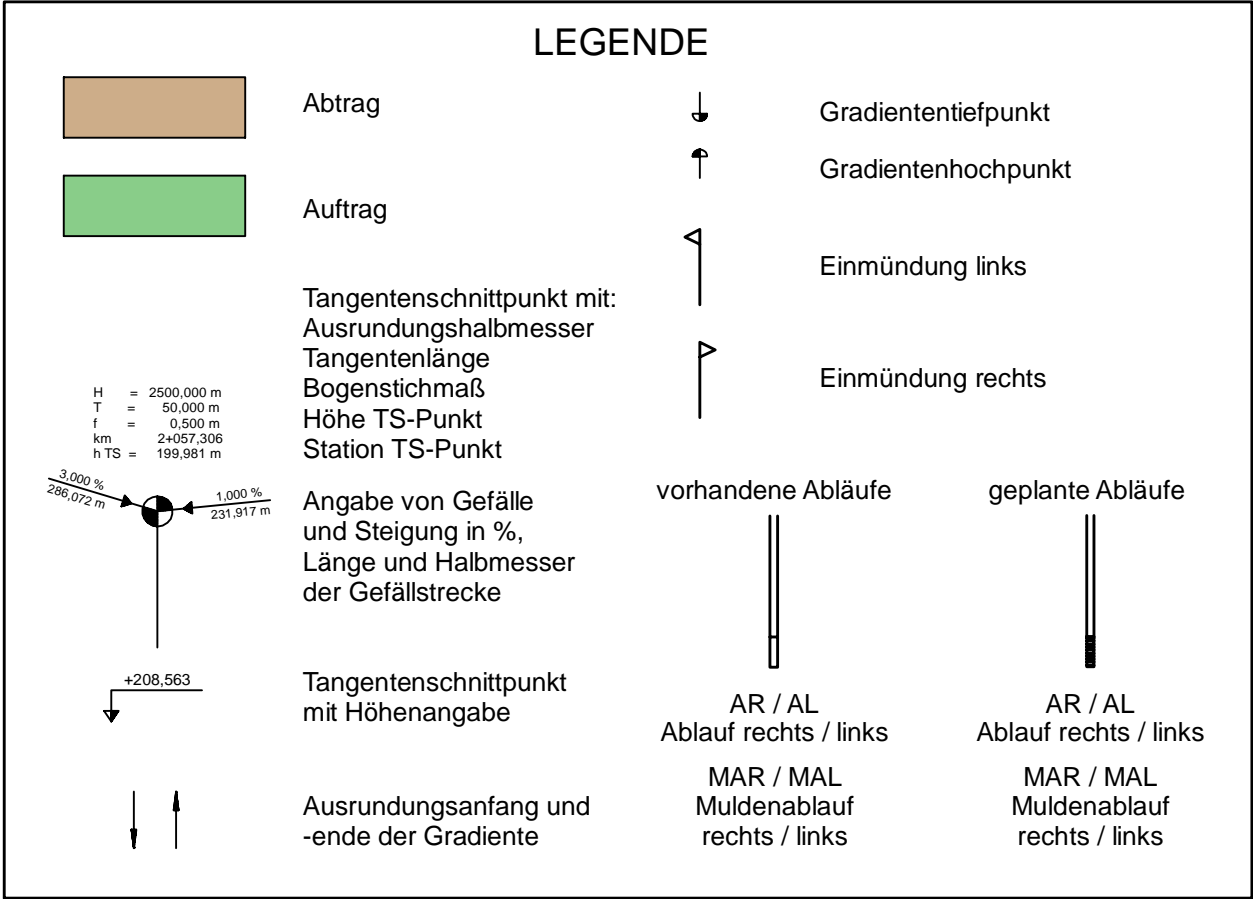 LEGENDE
Abtrag
Auftrag
Tangentenschnittpunkt mit:
Ausrundungshalbmesser
Tangentenlänge
Bogenstichmaß
Höhe TS-Punkt
Station TS-Punkt
H = 2500,000 m
T = 50,000 m
f = 0,500 m
km 2+057,306
h TS = 199,981 m
3,000 %
286,072 m
1,000 %
231,917 m
Angabe von Gefälle
und Steigung in %,
Länge und Halbmesser
der Gefällstrecke
+208,563
Tangentenschnittpunkt
mit Höhenangabe
Ausrundungsanfang und
-ende der Gradiente
Gradiententiefpunkt
Gradientenhochpunkt
Einmündung links
Einmündung rechts
vorhandene Abläufe
AR / AL
Ablauf rechts / links
MAR / MAL
Muldenablauf
rechts / links
geplante Abläufe
AR / AL
Ablauf rechts / links
MAR / MAL
Muldenablauf
rechts / links